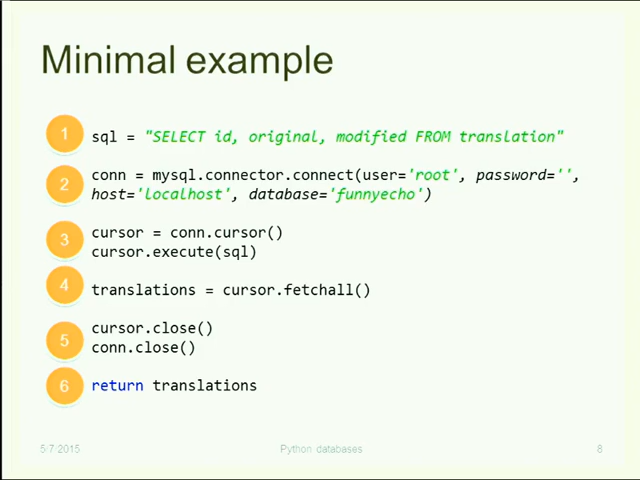 Minimal example
1 sql = "SELECT id, original, modified FROM translation"
2 conn = mysql.connector.connect(user='root', password='',
host='localhost', database='funnyecho')
3 cursor = conn.cursor()
cursor.execute(sql)
4 translations = cursor.fetchall()
5 cursor.close()
conn.close()
6 return translations
5/7/2015 Python databases 8